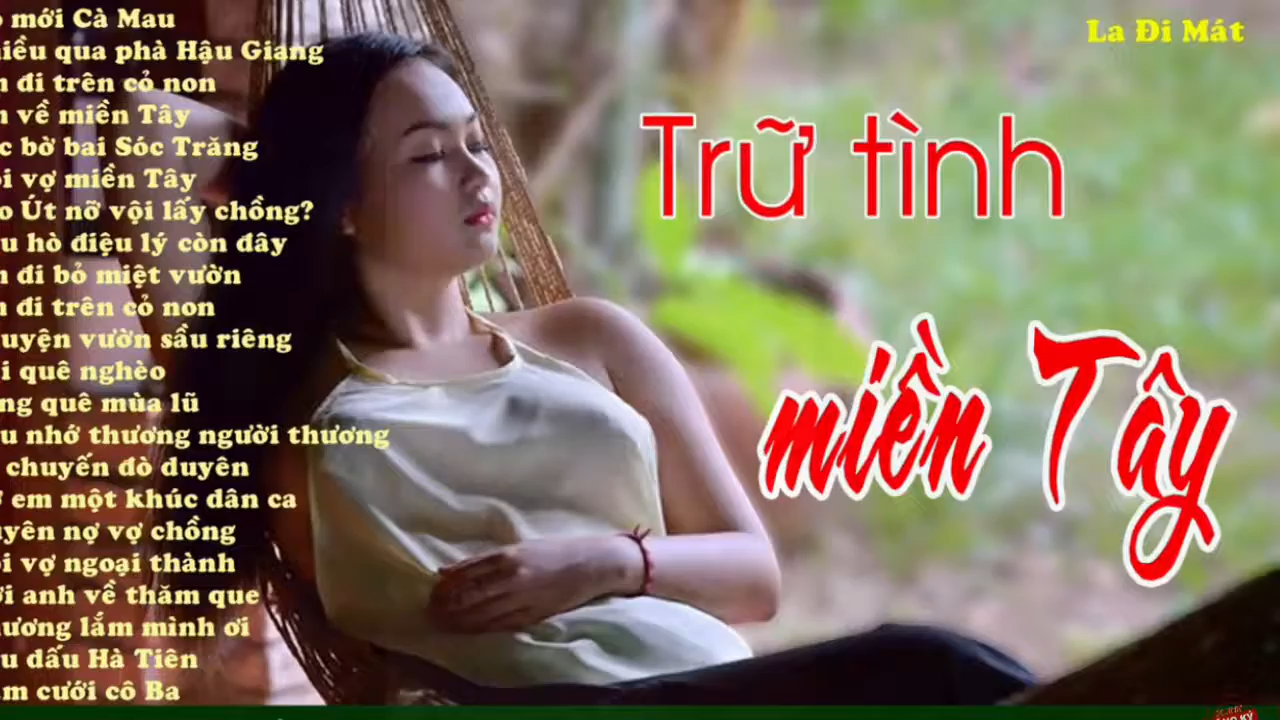 mới Cà Mau
iều qua phà Hậu Giang
đi trên cỏ non
về miền Tây
c bờ bai Sóc Trăng
i vợ miền Tây
o Út nỡ vội lấy chồng?
u hò điệu lý còn đây
đi bỏ miệt vườn
đi trên cỏ non
uyện vườn sầu riêng
i quê nghèo
ng quê mùa lũ
u nhớ thương người thương
chuyến đò duyên
em một khúc dân ca
uyên nợ vợ chồng
i vợ ngoại thành
i anh về thăm que
ương lắm mình ơi
u dấu Hà Tiên
m cưới cô Ba
La Đi Mát
Trữ tình
miền Tây